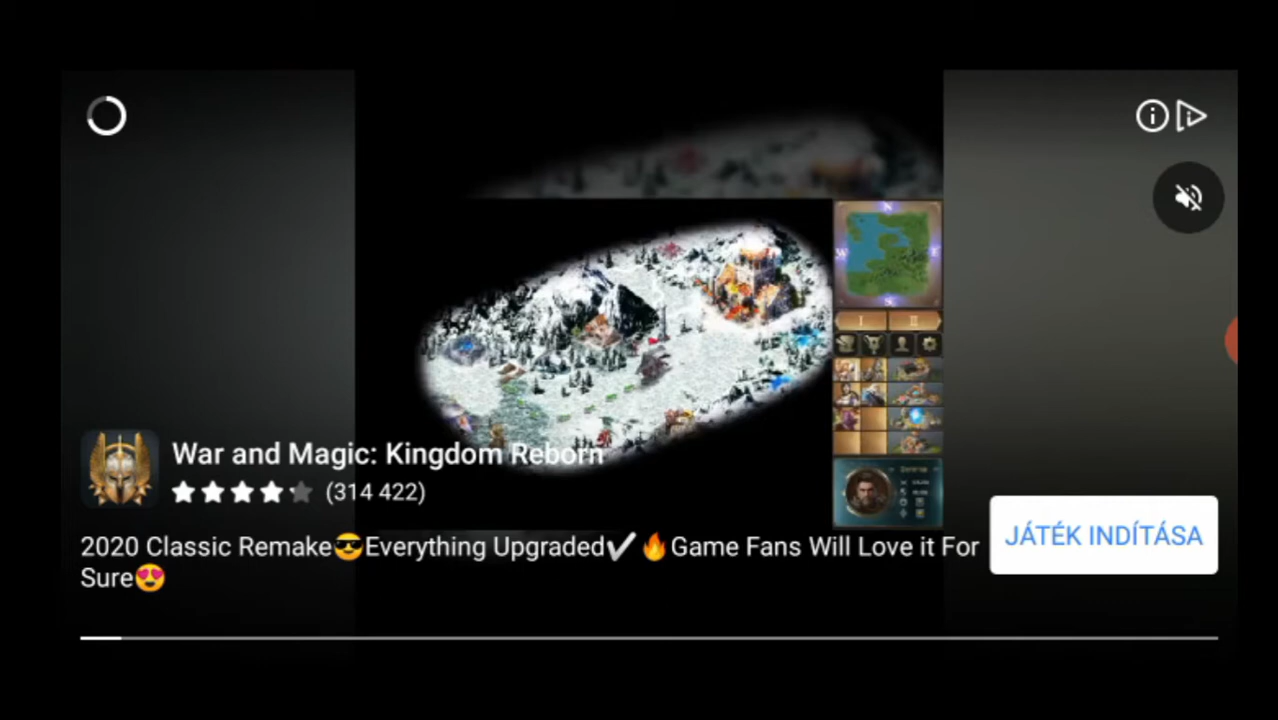 N
W
E
S
I II
War and Magic: Kingdom Reborn
(314 422)
2020 Classic Remake😎Everything Upgraded✔🔥Game Fans Will Love it For
Sure😍
JÁTÉK INDÍTÁSA